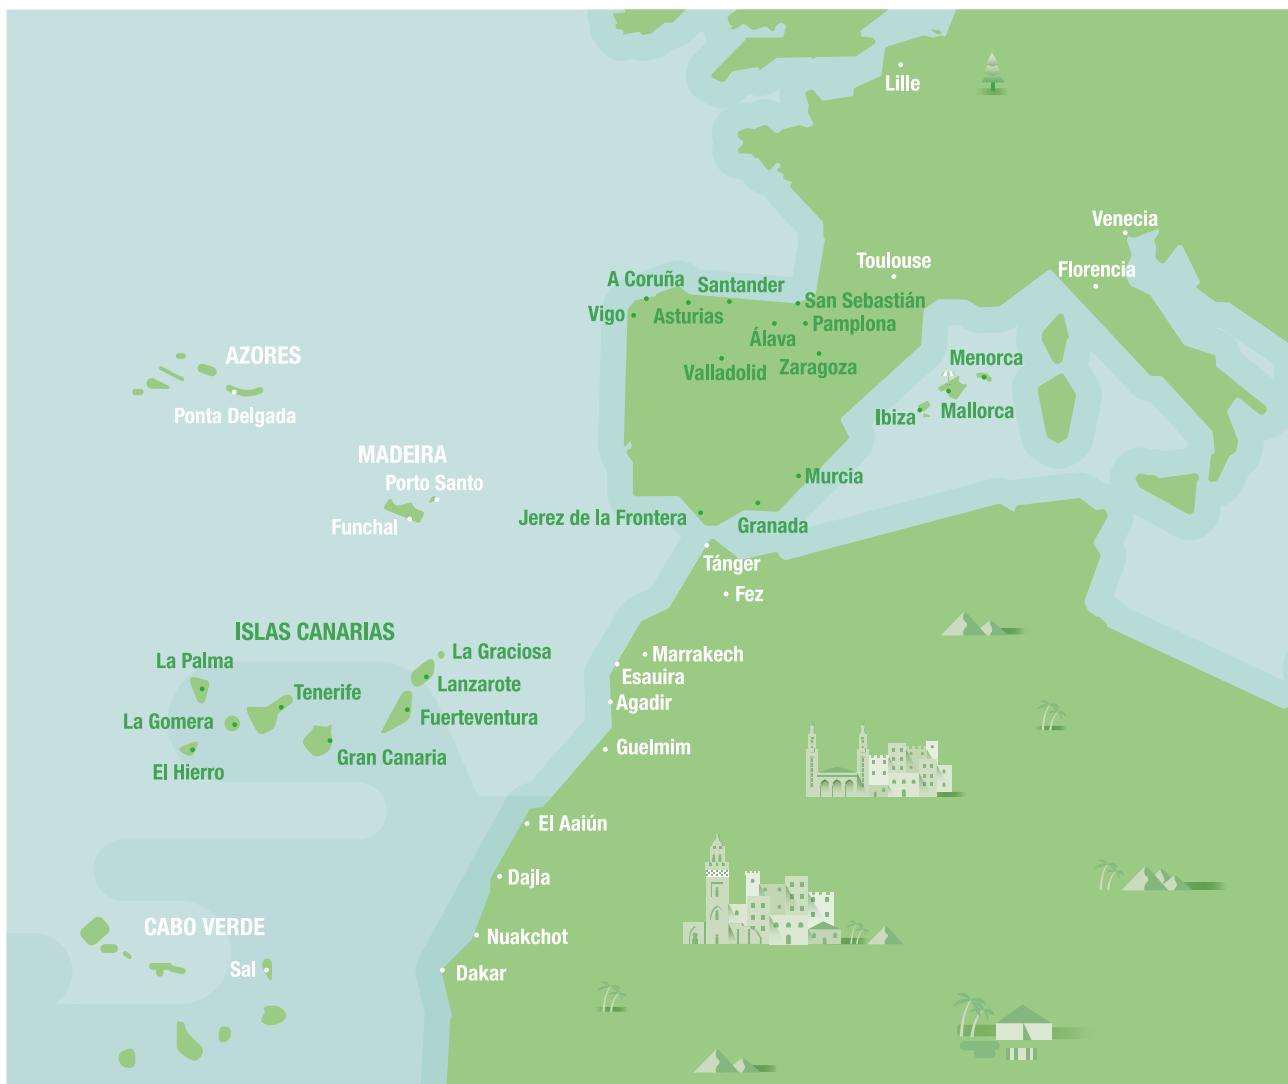 Lille
Venecia
Toulouse
Florencia
A Coruña
Santander
San Sebastián
Vigo
Asturias
Pamplona
Álava
AZORES
Menorca
Valladolid
Zaragoza
Ponta Delgada
Ibiza
Mallorca
MADEIRA
Porto Santo
Murcia
Funchal
Jerez de la Frontera
Granada
Tánger
Fez
ISLAS CANARIAS
La Graciosa
Marrakech
La Palma
Esauira
Lanzarote
Tenerife
Agadir
La Gomera
Fuerteventura
Guelmim
Gran Canaria
El Hierro
El Aaiún
Dajla
CABO VERDE
Nuakchot
Sal
Dakar